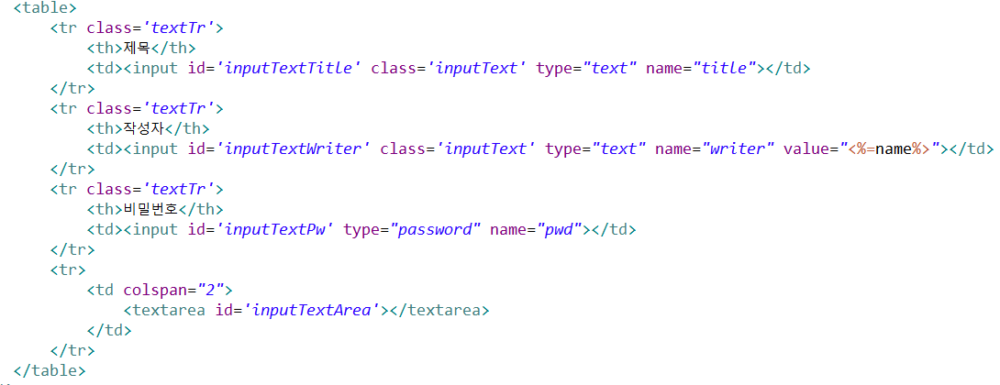 <table>
<tr class='textTr'>
<th>제목</th>
<td><input id='inputTextTitle' class='inputText' type="text" name="title"></td>
</tr>
<tr class='textTr'>
<th>작성자</th>
<td><input id='inputTextWriter' class='inputText' type="text" name="writer" value="<%=name%>"></td>
</tr>
<tr class='textTr'>
<th>비밀번호</th>
<td><input id='inputTextPw' type="password" name="pwd"></td>
</tr>
<tr>
<td colspan="2">
<textarea id='inputTextArea'></textarea>
</td>
</tr>
</table>